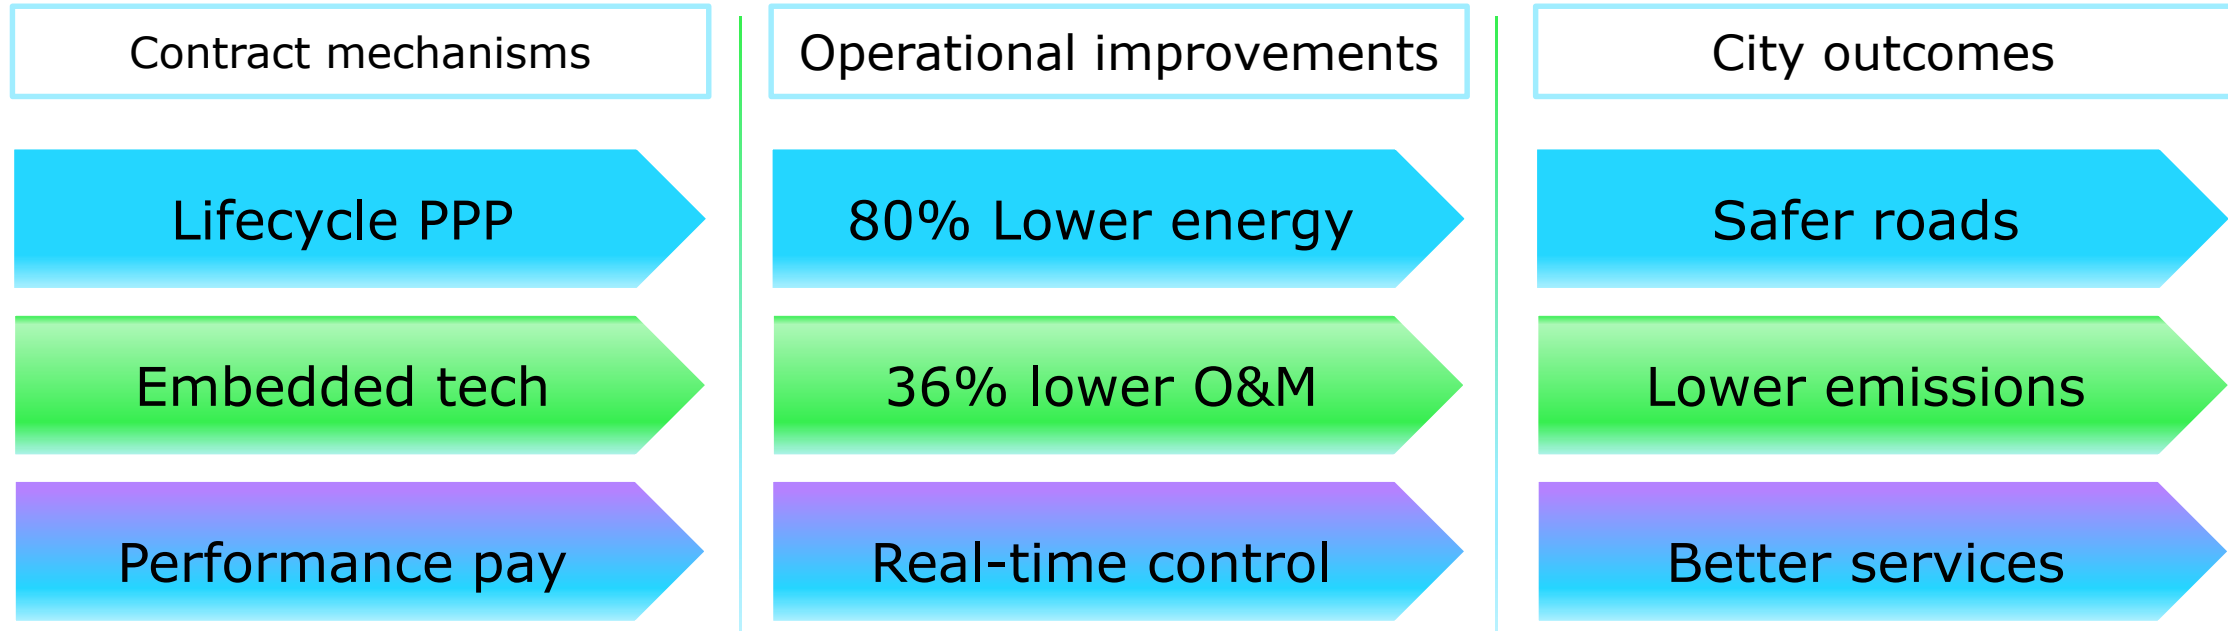 Contract mechanisms
Operational improvements
City outcomes
Lifecycle PPP
80% Lower energy
Safer roads
Embedded tech
36% lower O&M
Lower emissions
Performance pay
Real-time control
Better services